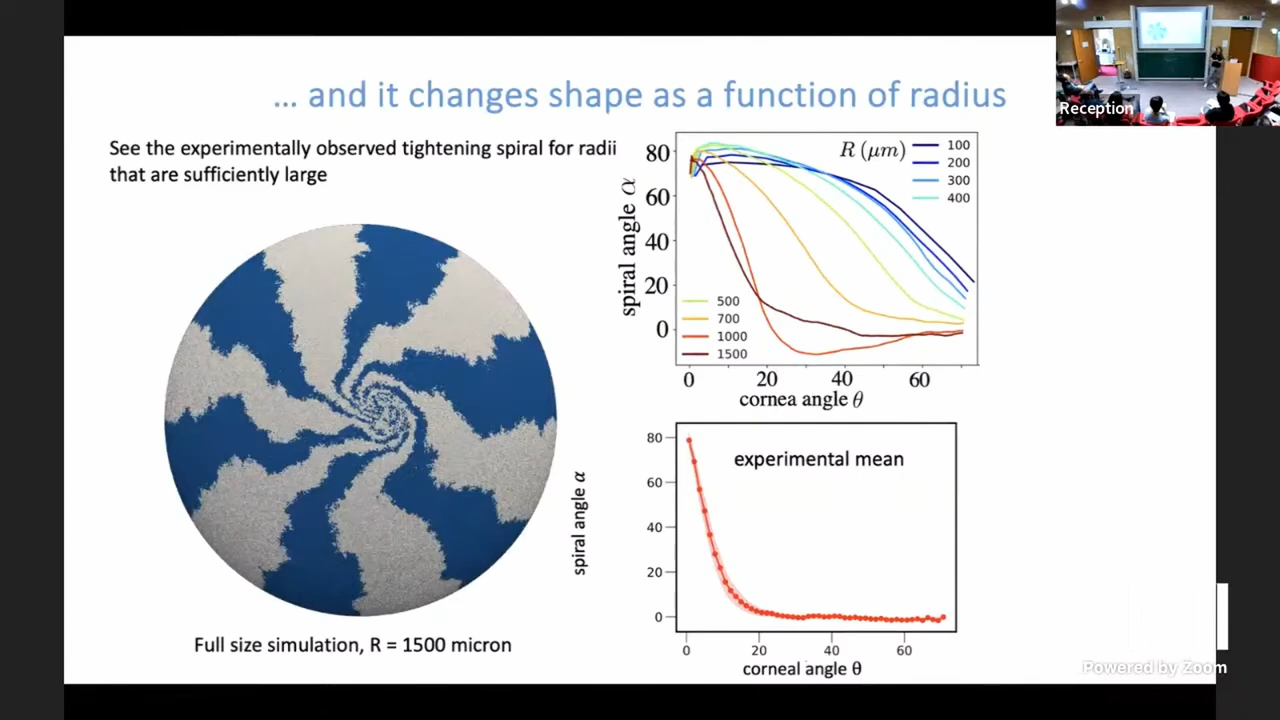 ... and it changes shape as a function of radius
Reception
See the experimentally observed tightening spiral for radii
that are sufficiently large
spiral angle α
80
60
40
20
0
R (μm)
100
200
300
400
500
700
1000
1500
0 20 40 60
cornea angle θ
Full size simulation, R = 1500 micron
spiral angle α
80
60
40
20
0
experimental mean
0 20 40 60
corneal angle θ
Powered by Zoom